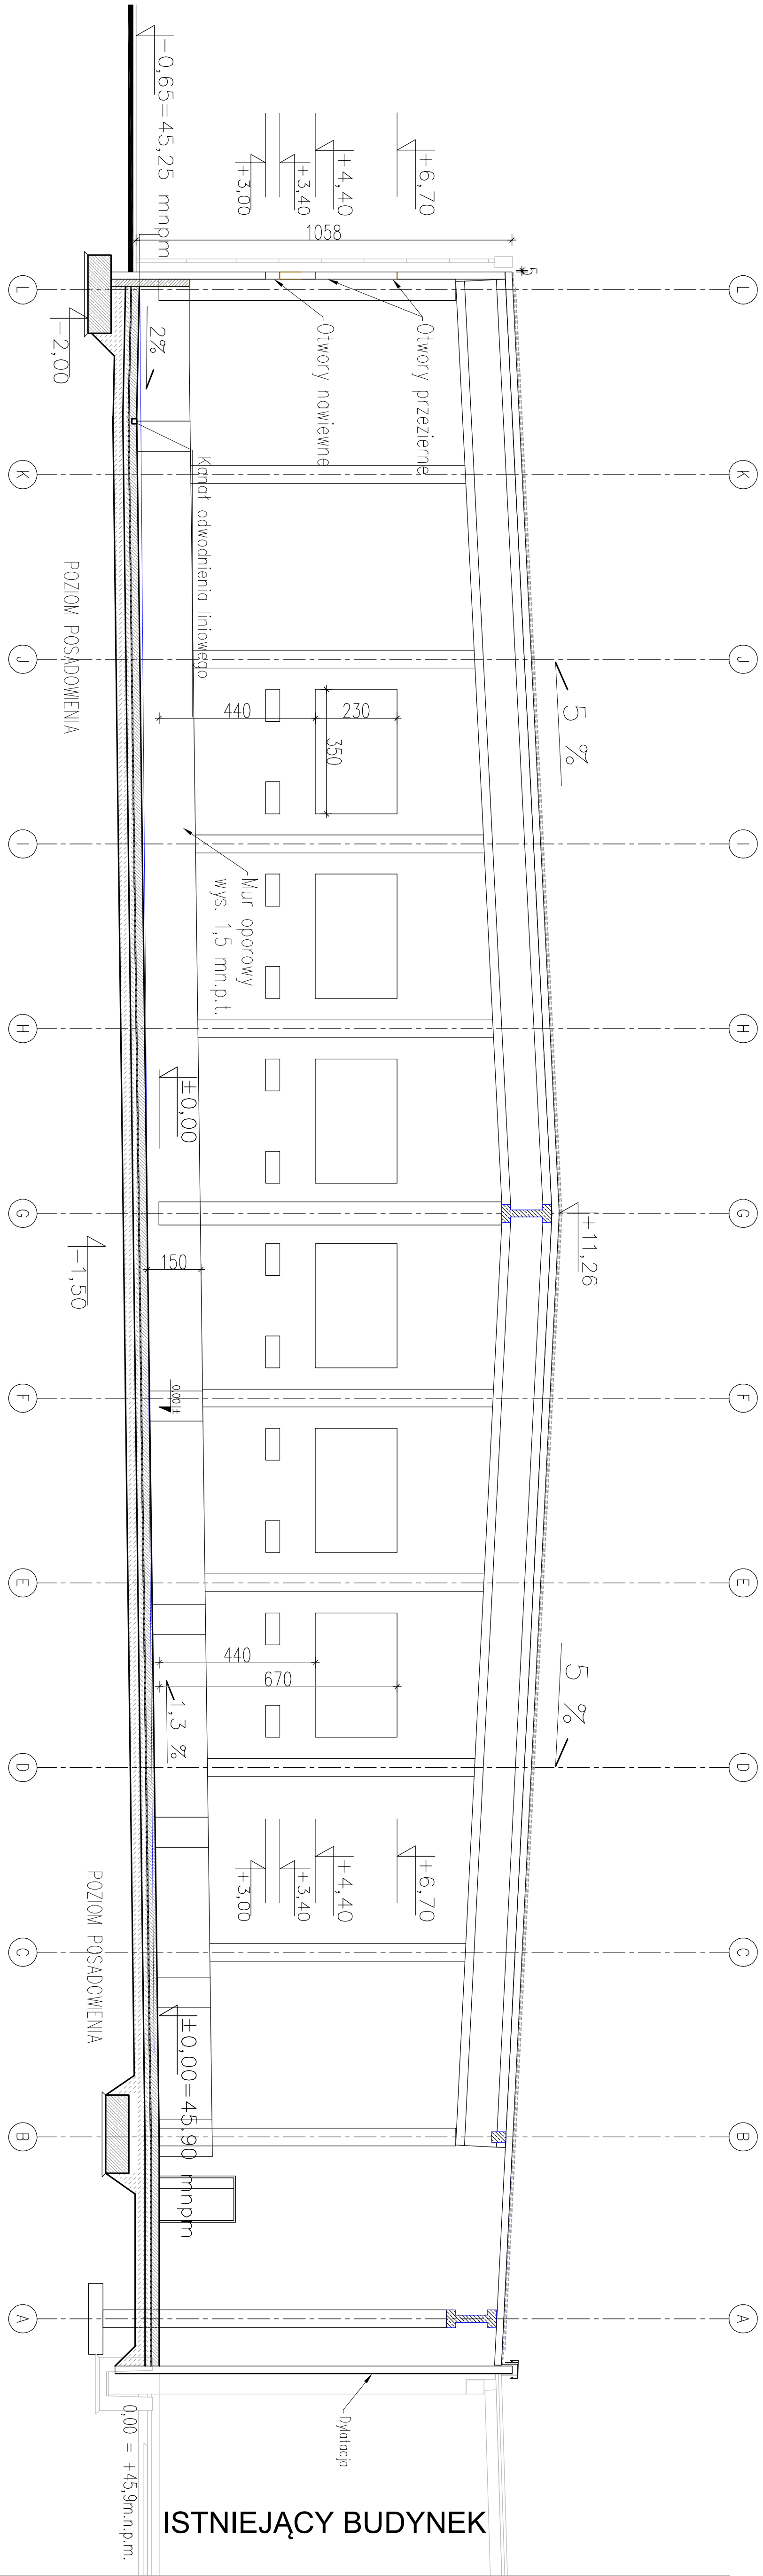 -0,65=45,25 mnpm
+3,00
+3,40
+4,40
+6,70
1058
5
L
L
-2,00
2%
Otwory nawiewne
Otwory przezierne
K
K
Kanał odwodnienia liniowego
POZIOM POSADOWIENIA
J
J
5 %
440
230
350
I
I
Mur oporowy
wys. 1,5 mn.p.t.
H
H
±0,00
G
G
+11,26
-1,50
150
F
F
0,00 ±
E
E
440
670
5 %
1,3 %
D
D
+3,00
+3,40
+4,40
+6,70
POZIOM POSADOWIENIA
C
C
±0,00=45,90 mnpm
B
B
A
A
Dylatacja
0,00 = +45,9m.n.p.m.
ISTNIEJĄCY BUDYNEK